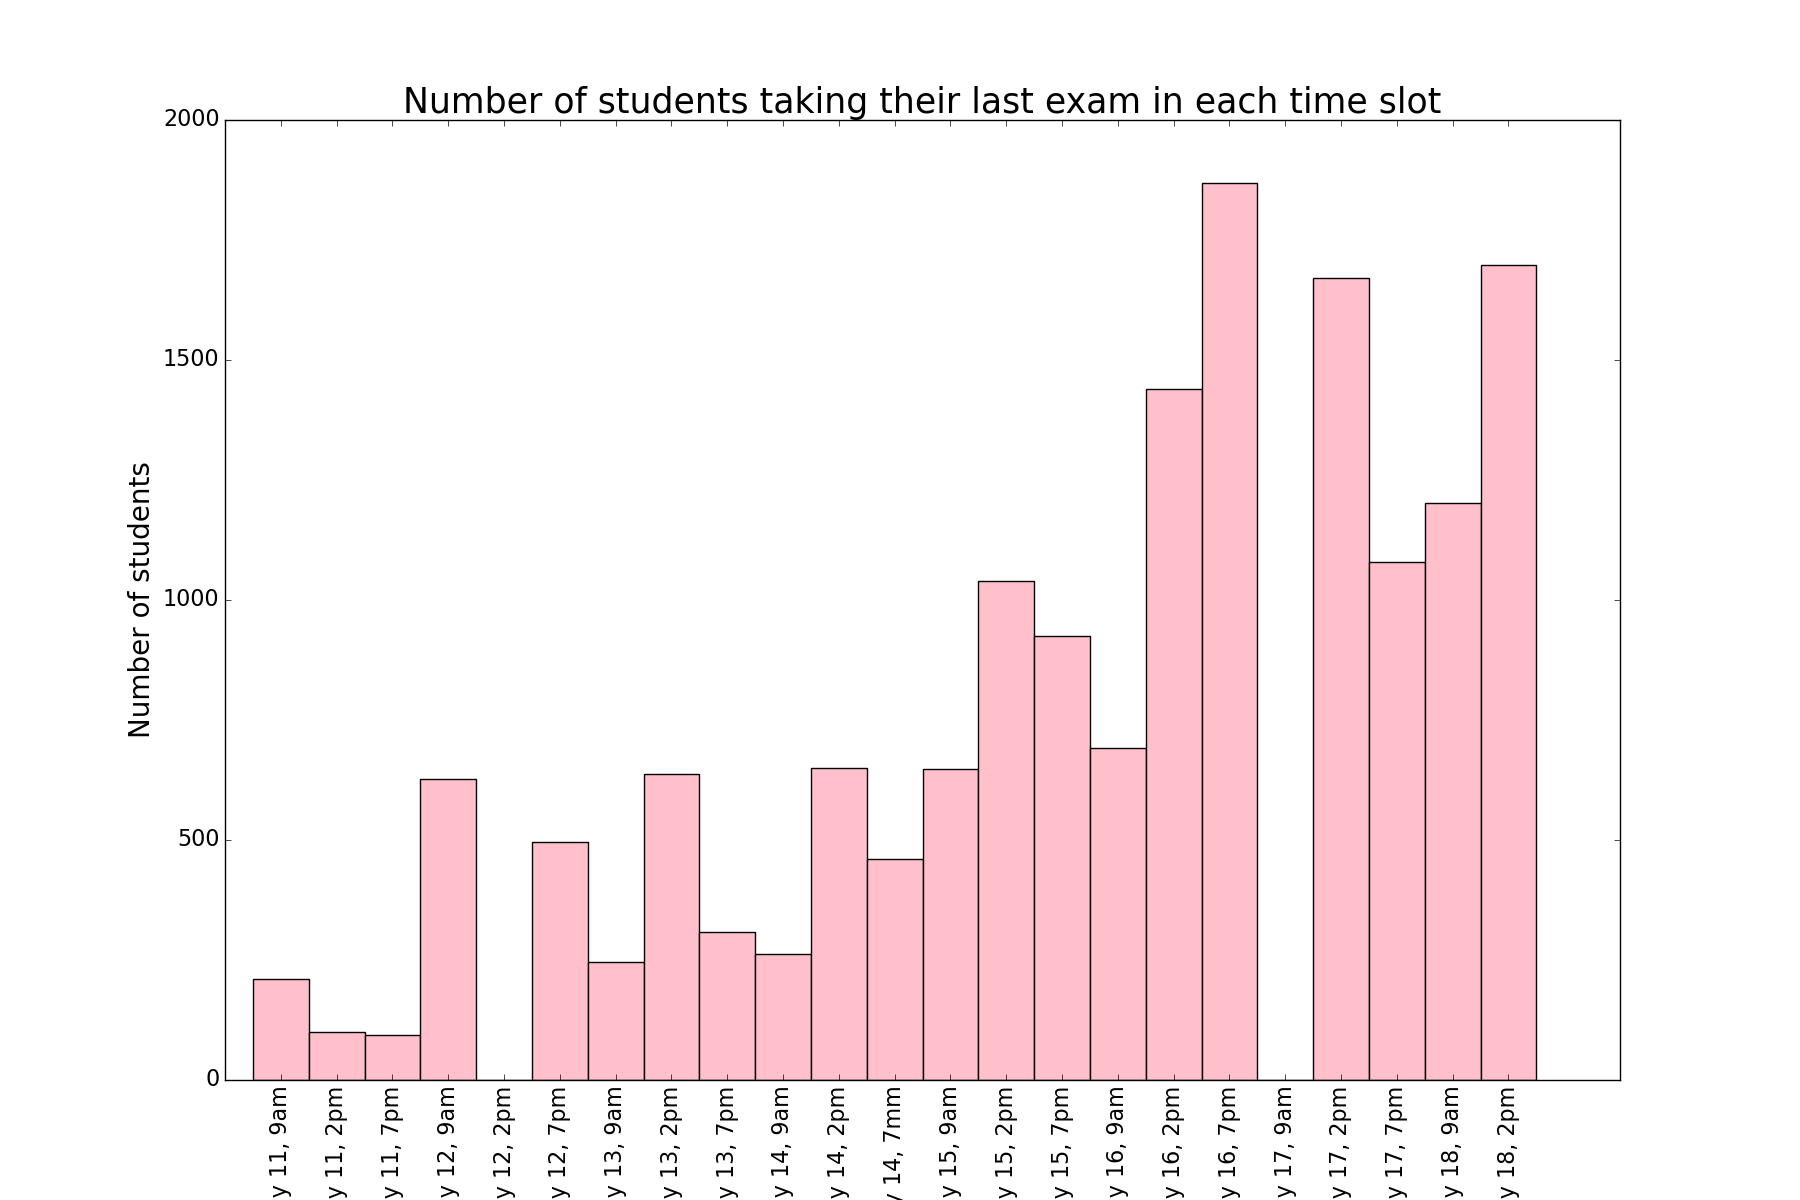 Number of students taking their last exam in each time slot
2000
1500
1000
500
0
Number of students
y 11, 9am
y 11, 2pm
y 11, 7pm
y 12, 9am
y 12, 2pm
y 12, 7pm
y 13, 9am
y 13, 2pm
y 13, 7pm
y 14, 9am
y 14, 2pm
y 14, 7mm
y 15, 9am
y 15, 2pm
y 15, 7pm
y 16, 9am
y 16, 2pm
y 16, 7pm
y 17, 9am
y 17, 2pm
y 17, 7pm
y 18, 9am
y 18, 2pm